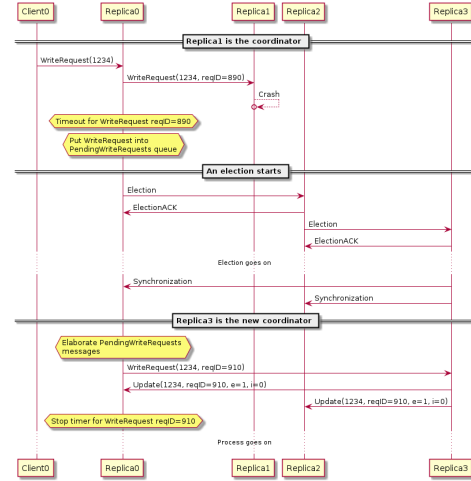 Client0 Replica0 Replica1 Replica2 Replica3
Replica1 is the coordinator
WriteRequest(1234)
WriteRequest(1234, reqID=890)
Crash
Timeout for WriteRequest reqID=890
Put WriteRequest into
PendingWriteRequests queue
An election starts
Election
ElectionACK
Election
ElectionACK
Election goes on
Synchronization
Synchronization
Replica3 is the new coordinator
Elaborate PendingWriteRequests
messages
WriteRequest(1234, reqID=910)
Update(1234, reqID=910, e=1, i=0)
Update(1234, reqID=910, e=1, i=0)
Stop timer for WriteRequest reqID=910
Process goes on
Client0 Replica0 Replica1 Replica2 Replica3